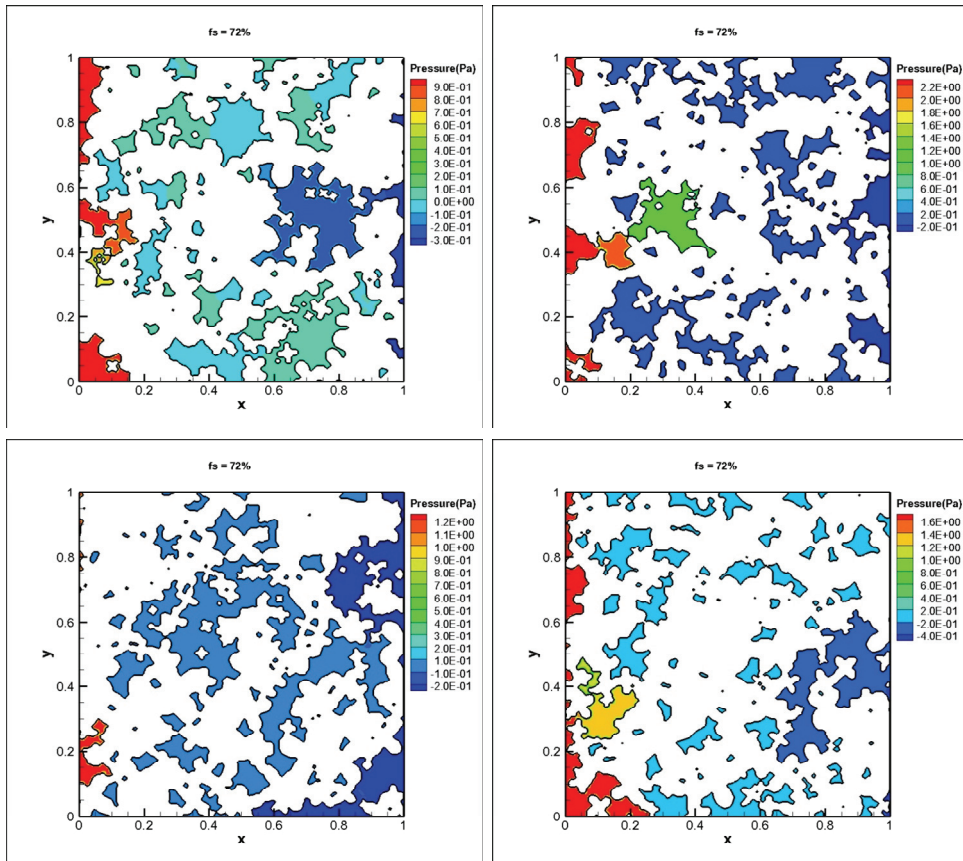 fs = 72%
Pressure(Pa)
9.0E-01
8.0E-01
7.0E-01
6.0E-01
5.0E-01
4.0E-01
3.0E-01
2.0E-01
1.0E-01
0.0E+00
-1.0E-01
-2.0E-01
-3.0E-01
1
0.8
0.6
0.4
0.2
0
y
0 0.2 0.4 0.6 0.8 1
x
fs = 72%
Pressure(Pa)
2.2E+00
2.0E+00
1.8E+00
1.6E+00
1.4E+00
1.2E+00
1.0E+00
8.0E-01
6.0E-01
4.0E-01
2.0E-01
-2.0E-01
1
0.8
0.6
0.4
0.2
0
y
0 0.2 0.4 0.6 0.8 1
x
fs = 72%
Pressure(Pa)
1.2E+00
1.1E+00
1.0E+00
9.0E-01
8.0E-01
7.0E-01
6.0E-01
5.0E-01
4.0E-01
3.0E-01
2.0E-01
1.0E-01
-1.0E-01
-2.0E-01
1
0.8
0.6
0.4
0.2
0
y
0 0.2 0.4 0.6 0.8 1
x
fs = 72%
Pressure(Pa)
1.6E+00
1.4E+00
1.2E+00
1.0E+00
8.0E-01
6.0E-01
4.0E-01
2.0E-01
-2.0E-01
-4.0E-01
1
0.8
0.6
0.4
0.2
0
y
0 0.2 0.4 0.6 0.8 1
x